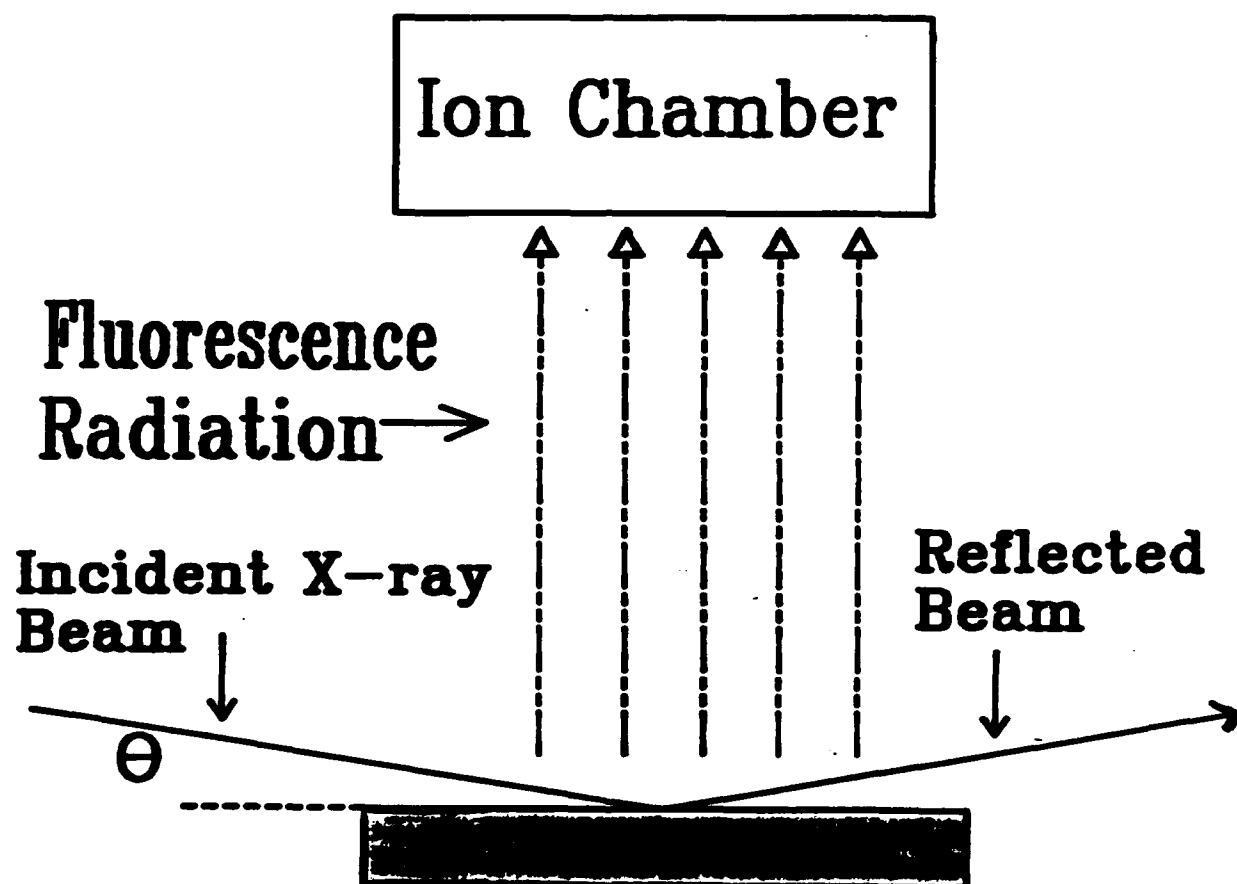 Ion Chamber
Fluorescence
Radiation
Incident X-ray
Beam
Reflected
Beam
Θ